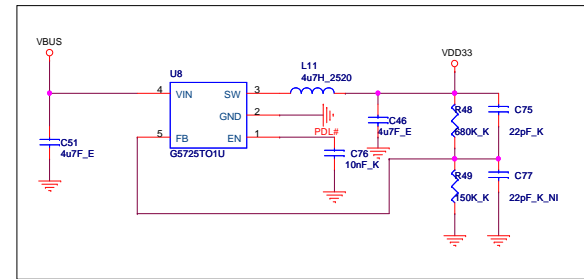 VBUS
VDD33
U8
L11
4u7H_2520
4 VIN SW 3
GND 2
5 FB EN 1
G5725TO1U
PDL#
C51
4u7F_E
C76
10nF_K
C46
4u7F_E
R48
680K_K
C75
22pF_K
R49
150K_K
C77
22pF_K_NI